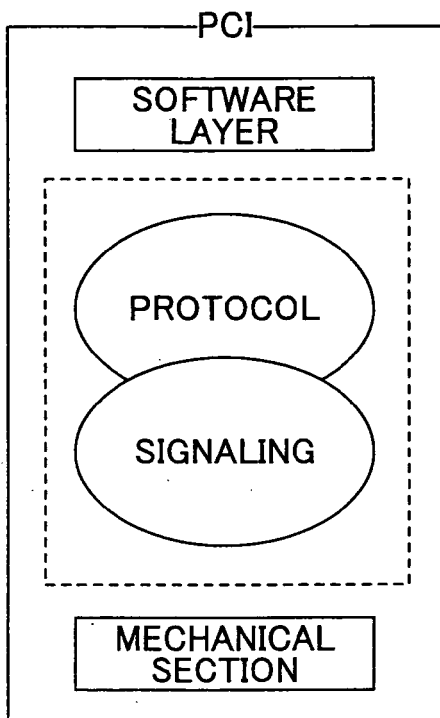 PCI
SOFTWARE
LAYER
PROTOCOL
SIGNALING
MECHANICAL
SECTION